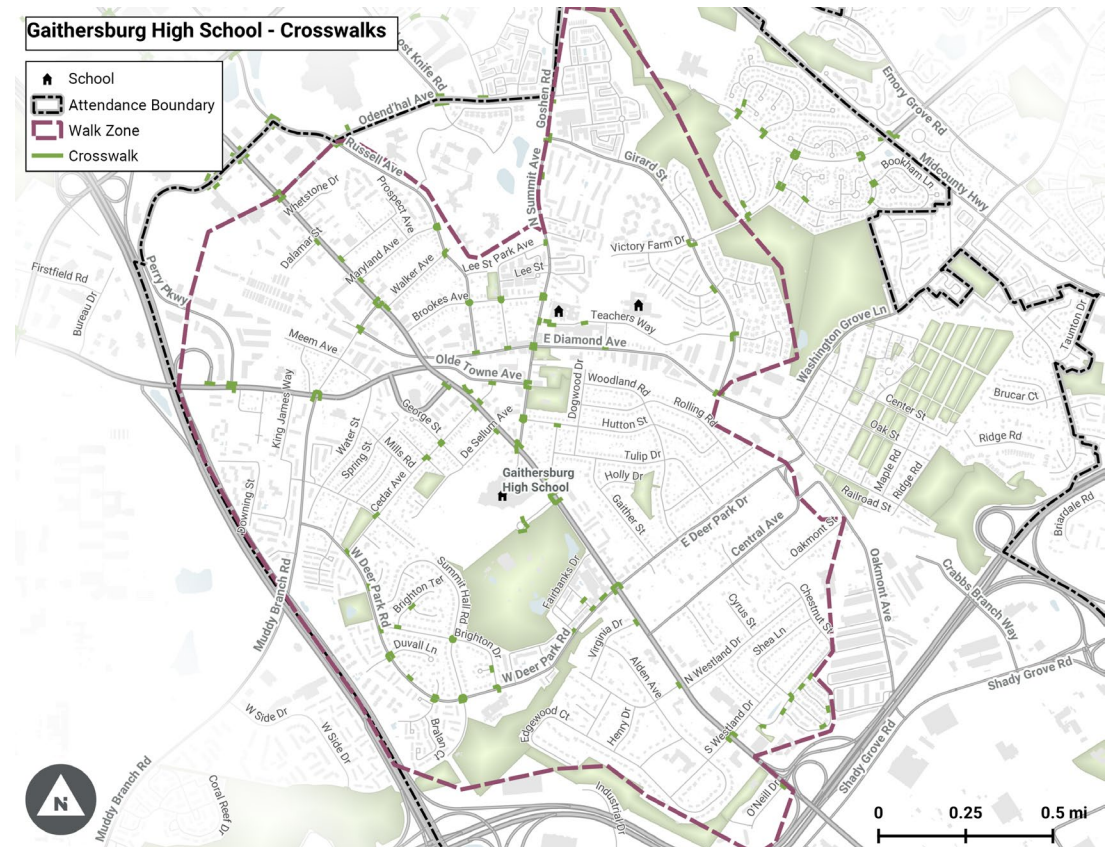 Gaithersburg High School - Crosswalks
School
Attendance Boundary
Walk Zone
Crosswalk
Odend'hal Ave
Goshen Rd
Emory Grove Rd
Russell Ave
Girard St
Midcounty Hwy
Bookham Ln
Whetstone Dr
Prospect Ave
N Summit Ave
Dalamar St
Maryland Ave
Walker Ave
Lee St
Park Ave
Victory Farm Dr
Firstfield Rd
Bureau Dr
Perry Pkwy
Lee St
Brookes Ave
Teachers Way
Washington Grove Ln
Taunton Dr
Meem Ave
E Diamond Ave
Olde Towne Ave
Woodland Rd
Dogwood Dr
Rolling Rd
Center St
Brucar Ct
King James Way
George St
De Sellum Ave
Hutton St
Oak St
Water St
Spring St
Mills Rd
Tulip Dr
Maple Rd
Ridge Rd
Ridge Rd
Gaithersburg
High School
Holly Dr
Cedar Ave
Gaither St
Railroad St
Briardale Rd
E Deer Park Dr
Central Ave
Oakmont St
Oakmont Ave
W Deer Park Rd
Muddy Branch Rd
Brighton Ter
Summit Hall Rd
Fairbanks Dr
Crabbs Branch Way
Cyrus St
Chestnut St
Duvall Ln
Brighton Dr
Virginia Dr
Shea Ln
N Westland Dr
W Deer Park Rd
Alden Ave
Shady Grove Rd
W Side Dr
W Side Dr
Braian Ct
Edgewood Ct
Henry Dr
S Westland Dr
Shady Grove Rd
Muddy Branch Rd
Coral Reef Dr
Industrial Dr
O'Neill Dr
N
0 0.25 0.5 mi